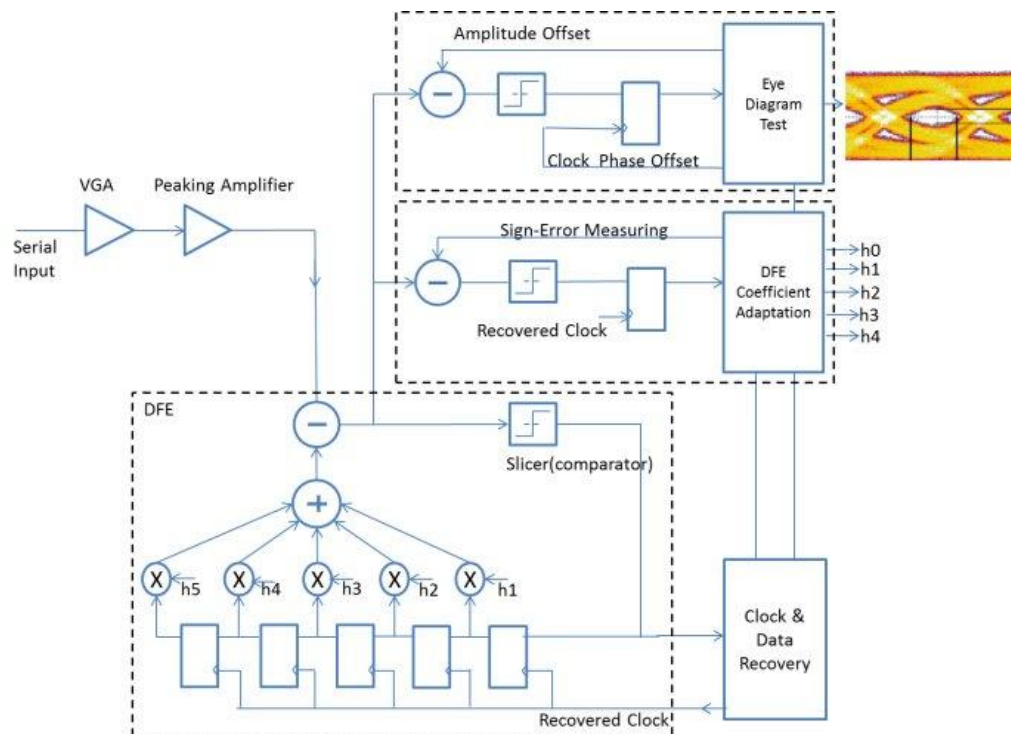 Amplitude Offset
Eye
Diagram
Test
Clock Phase Offset
VGA
Peaking Amplifier
Serial
Input
Sign-Error Measuring
DFE
Coefficient
Adaptation
Recovered Clock
h0
h1
h2
h3
h4
DFE
Slicer(comparator)
X
h5
X
h4
X
h3
X
h2
X
h1
Clock &
Data
Recovery
Recovered Clock